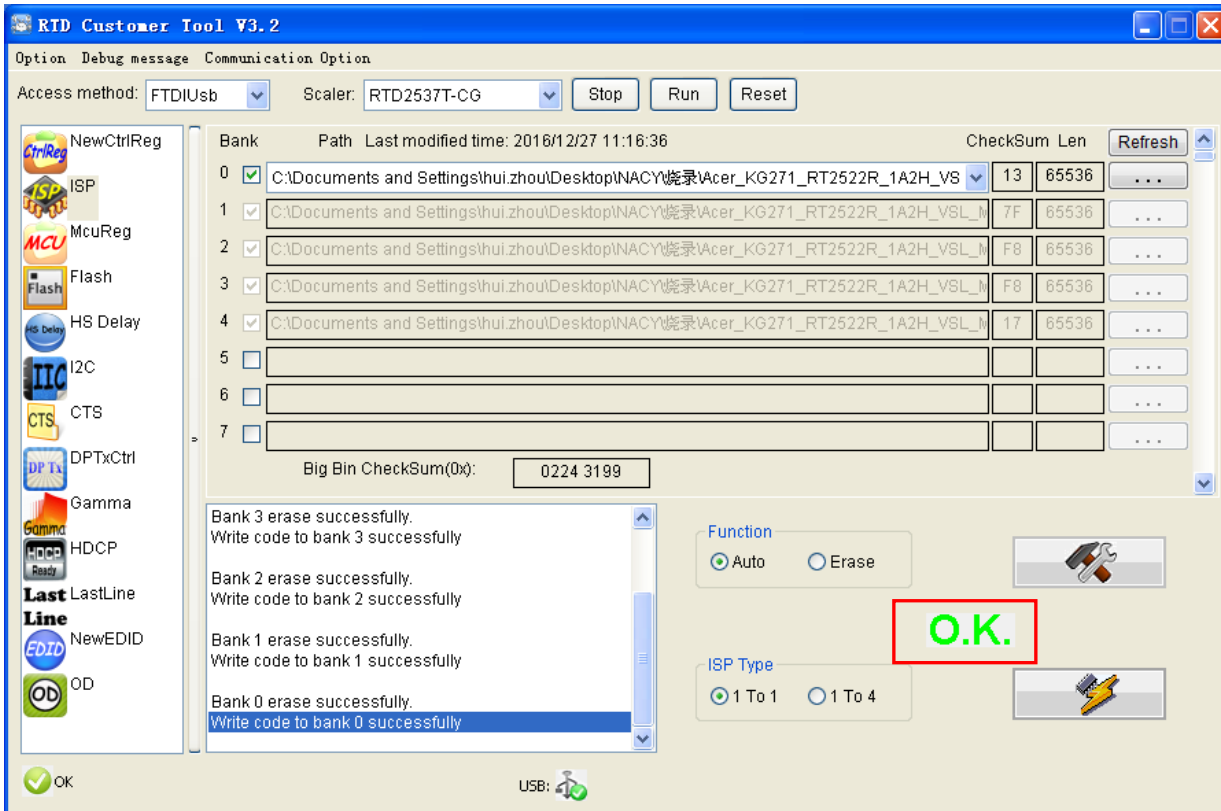 RTD Customer Tool V3.2
Option Debug message Communication Option
Access method: FTDIUsb Scaler: RTD2537T-CG Stop Run Reset
NewCtrlReg
ISP
McuReg
Flash
HS Delay
I2C
CTS
DPTxCtrl
Gamma
HDCP
LastLine
NewEDID
OD
CtrlReg
ISP
MCU
Flash
HS Delay
IIC
CTS
DP Tx
Gamma
HDCP
Ready
Last
Line
EDID
OD
Bank Path Last modified time: 2016/12/27 11:16:36 CheckSum Len Refresh
0 C:\Documents and Settings\hui.zhou\Desktop\NACY\烧录\Acer_KG271_RT2522R_1A2H_VS 13 65536 ...
1 C:\Documents and Settings\hui.zhou\Desktop\NACY\烧录\Acer_KG271_RT2522R_1A2H_VSL_M 7F 65536 ...
2 C:\Documents and Settings\hui.zhou\Desktop\NACY\烧录\Acer_KG271_RT2522R_1A2H_VSL_M F8 65536 ...
3 C:\Documents and Settings\hui.zhou\Desktop\NACY\烧录\Acer_KG271_RT2522R_1A2H_VSL_M F8 65536 ...
4 C:\Documents and Settings\hui.zhou\Desktop\NACY\烧录\Acer_KG271_RT2522R_1A2H_VSL_M 17 65536 ...
5 ...
6 ...
7 ...
Big Bin CheckSum(0x): 0224 3199
Bank 3 erase successfully.
Write code to bank 3 successfully
Bank 2 erase successfully.
Write code to bank 2 successfully
Bank 1 erase successfully.
Write code to bank 1 successfully
Bank 0 erase successfully.
Write code to bank 0 successfully
Function
Auto Erase
O.K.
ISP Type
1 To 1 1 To 4
OK
USB: